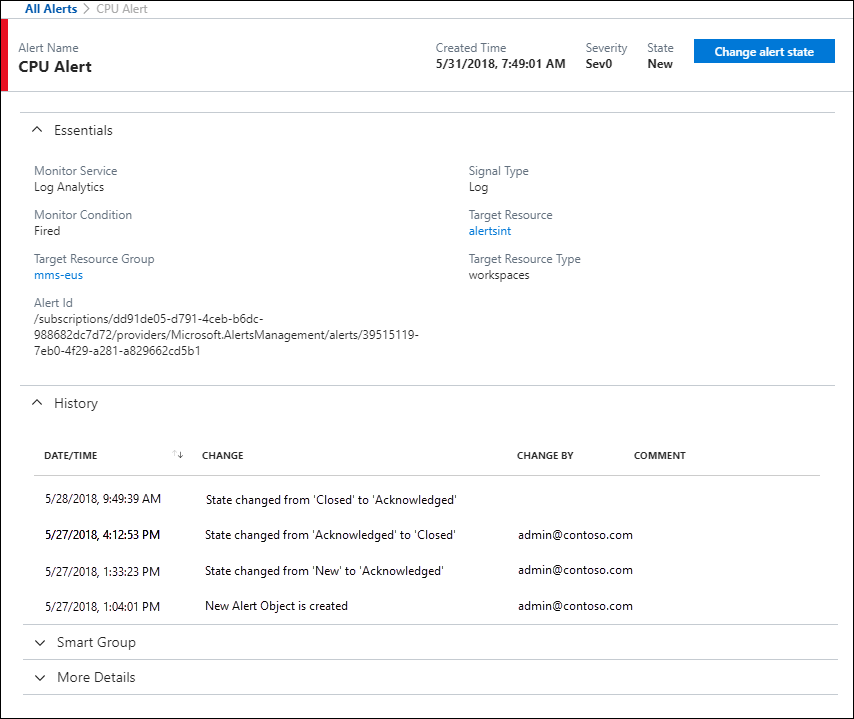 All Alerts > CPU Alert
Alert Name Created Time Severity State Change alert state
CPU Alert 5/31/2018, 7:49:01 AM Sev0 New
Essentials
Monitor Service Signal Type
Log Analytics Log
Monitor Condition Target Resource
Fired alertsint
Target Resource Group Target Resource Type
mms-eus workspaces
Alert Id
/subscriptions/dd91de05-d791-4ceb-b6dc-
988682dc7d72/providers/Microsoft.AlertsManagement/alerts/39515119-
7eb0-4f29-a281-a829662cd5b1
History
DATE/TIME CHANGE CHANGE BY COMMENT
5/28/2018, 9:49:39 AM State changed from 'Closed' to 'Acknowledged'
5/27/2018, 4:12:53 PM State changed from 'Acknowledged' to 'Closed' admin@contoso.com
5/27/2018, 1:33:23 PM State changed from 'New' to 'Acknowledged' admin@contoso.com
5/27/2018, 1:04:01 PM New Alert Object is created admin@contoso.com
Smart Group
More Details